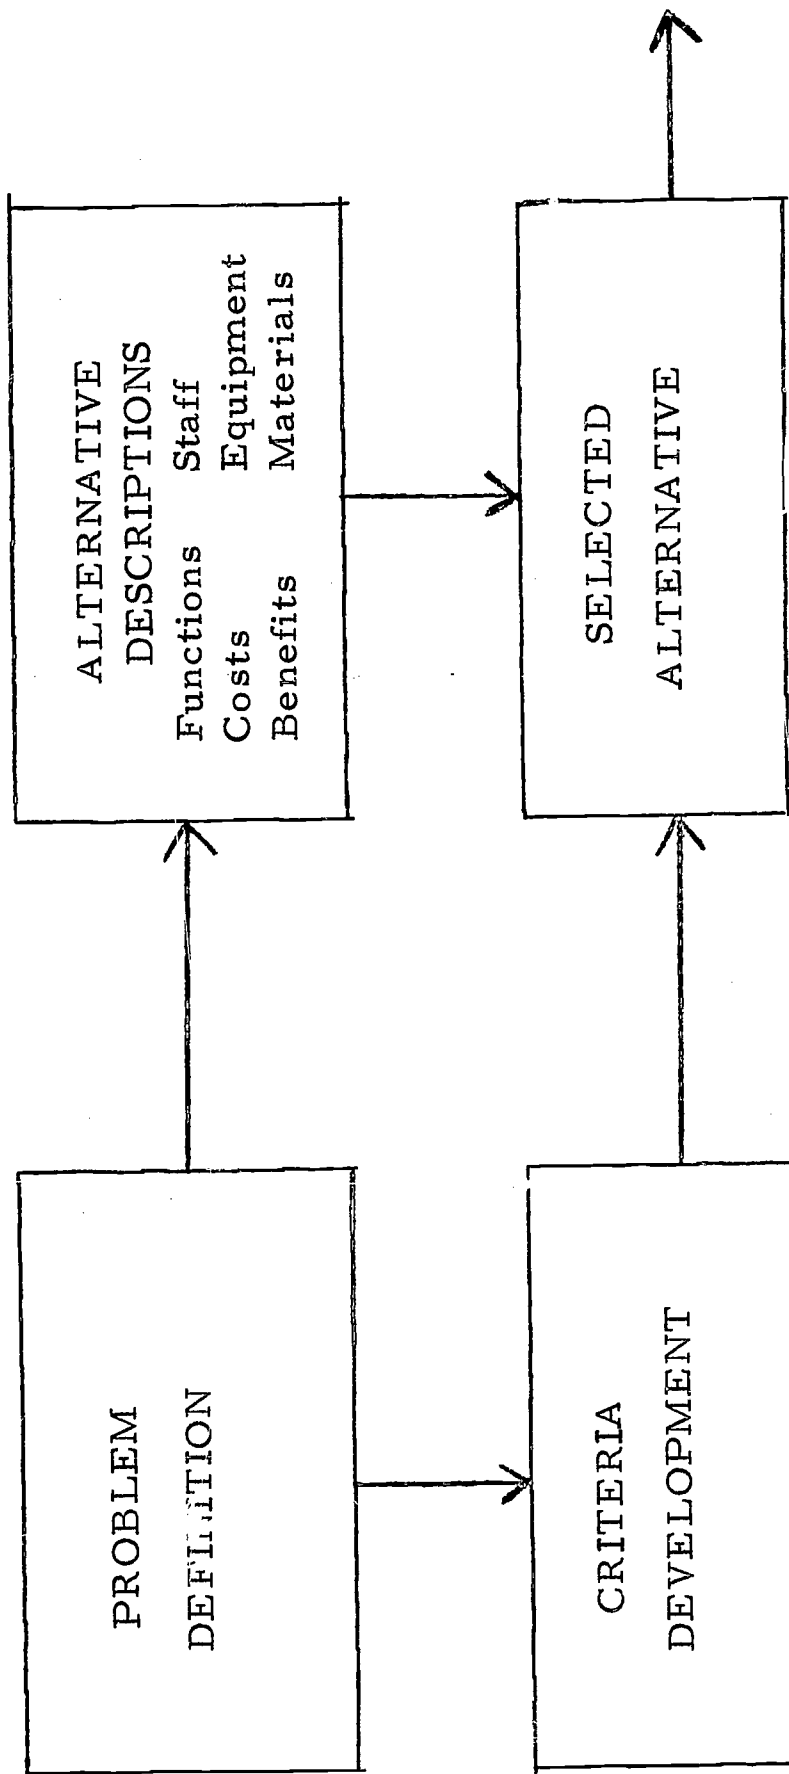 PROBLEM
DEFINITION
ALTERNATIVE
DESCRIPTIONS
Functions Staff
Costs Equipment
Benefits Materials
CRITERIA
DEVELOPMENT
SELECTED
ALTERNATIVE